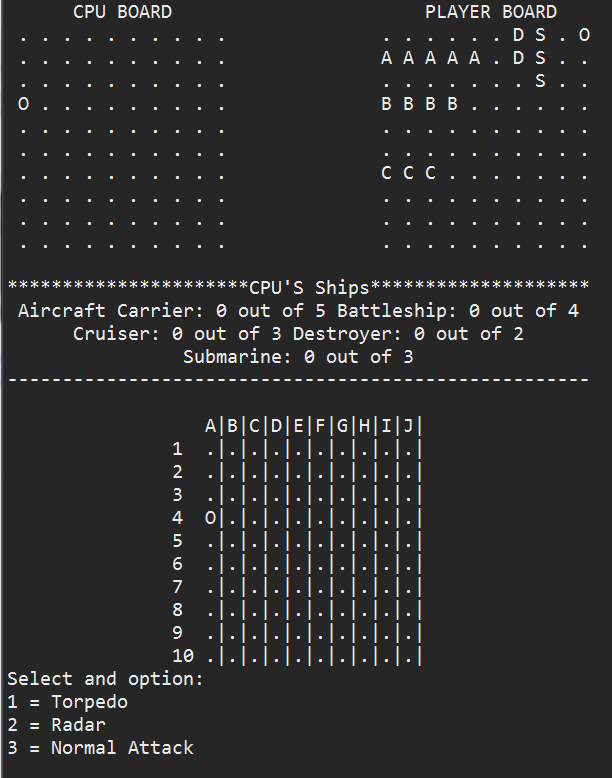 CPU BOARD                       PLAYER BOARD
. . . . . . . . . .              . . . . . . D S . O
. . . . . . . . . .              A A A A A . D S . .
. . . . . . . . . .              . . . . . . . S . .
O . . . . . . . . .              B B B B . . . . . .
. . . . . . . . . .              . . . . . . . . . .
. . . . . . . . . .              . . . . . . . . . .
. . . . . . . . . .              C C C . . . . . . .
. . . . . . . . . .              . . . . . . . . . .
. . . . . . . . . .              . . . . . . . . . .
. . . . . . . . . .              . . . . . . . . . .
**********************CPU'S Ships********************
Aircraft Carrier: 0 out of 5 Battleship: 0 out of 4
Cruiser: 0 out of 3 Destroyer: 0 out of 2
Submarine: 0 out of 3
-----------------------------------------------------
A|B|C|D|E|F|G|H|I|J|
1  .|.|.|.|.|.|.|.|.|.|
2  .|.|.|.|.|.|.|.|.|.|
3  .|.|.|.|.|.|.|.|.|.|
4  O|.|.|.|.|.|.|.|.|.|
5  .|.|.|.|.|.|.|.|.|.|
6  .|.|.|.|.|.|.|.|.|.|
7  .|.|.|.|.|.|.|.|.|.|
8  .|.|.|.|.|.|.|.|.|.|
9  .|.|.|.|.|.|.|.|.|.|
10 .|.|.|.|.|.|.|.|.|.|
Select and option:
1 = Torpedo
2 = Radar
3 = Normal Attack